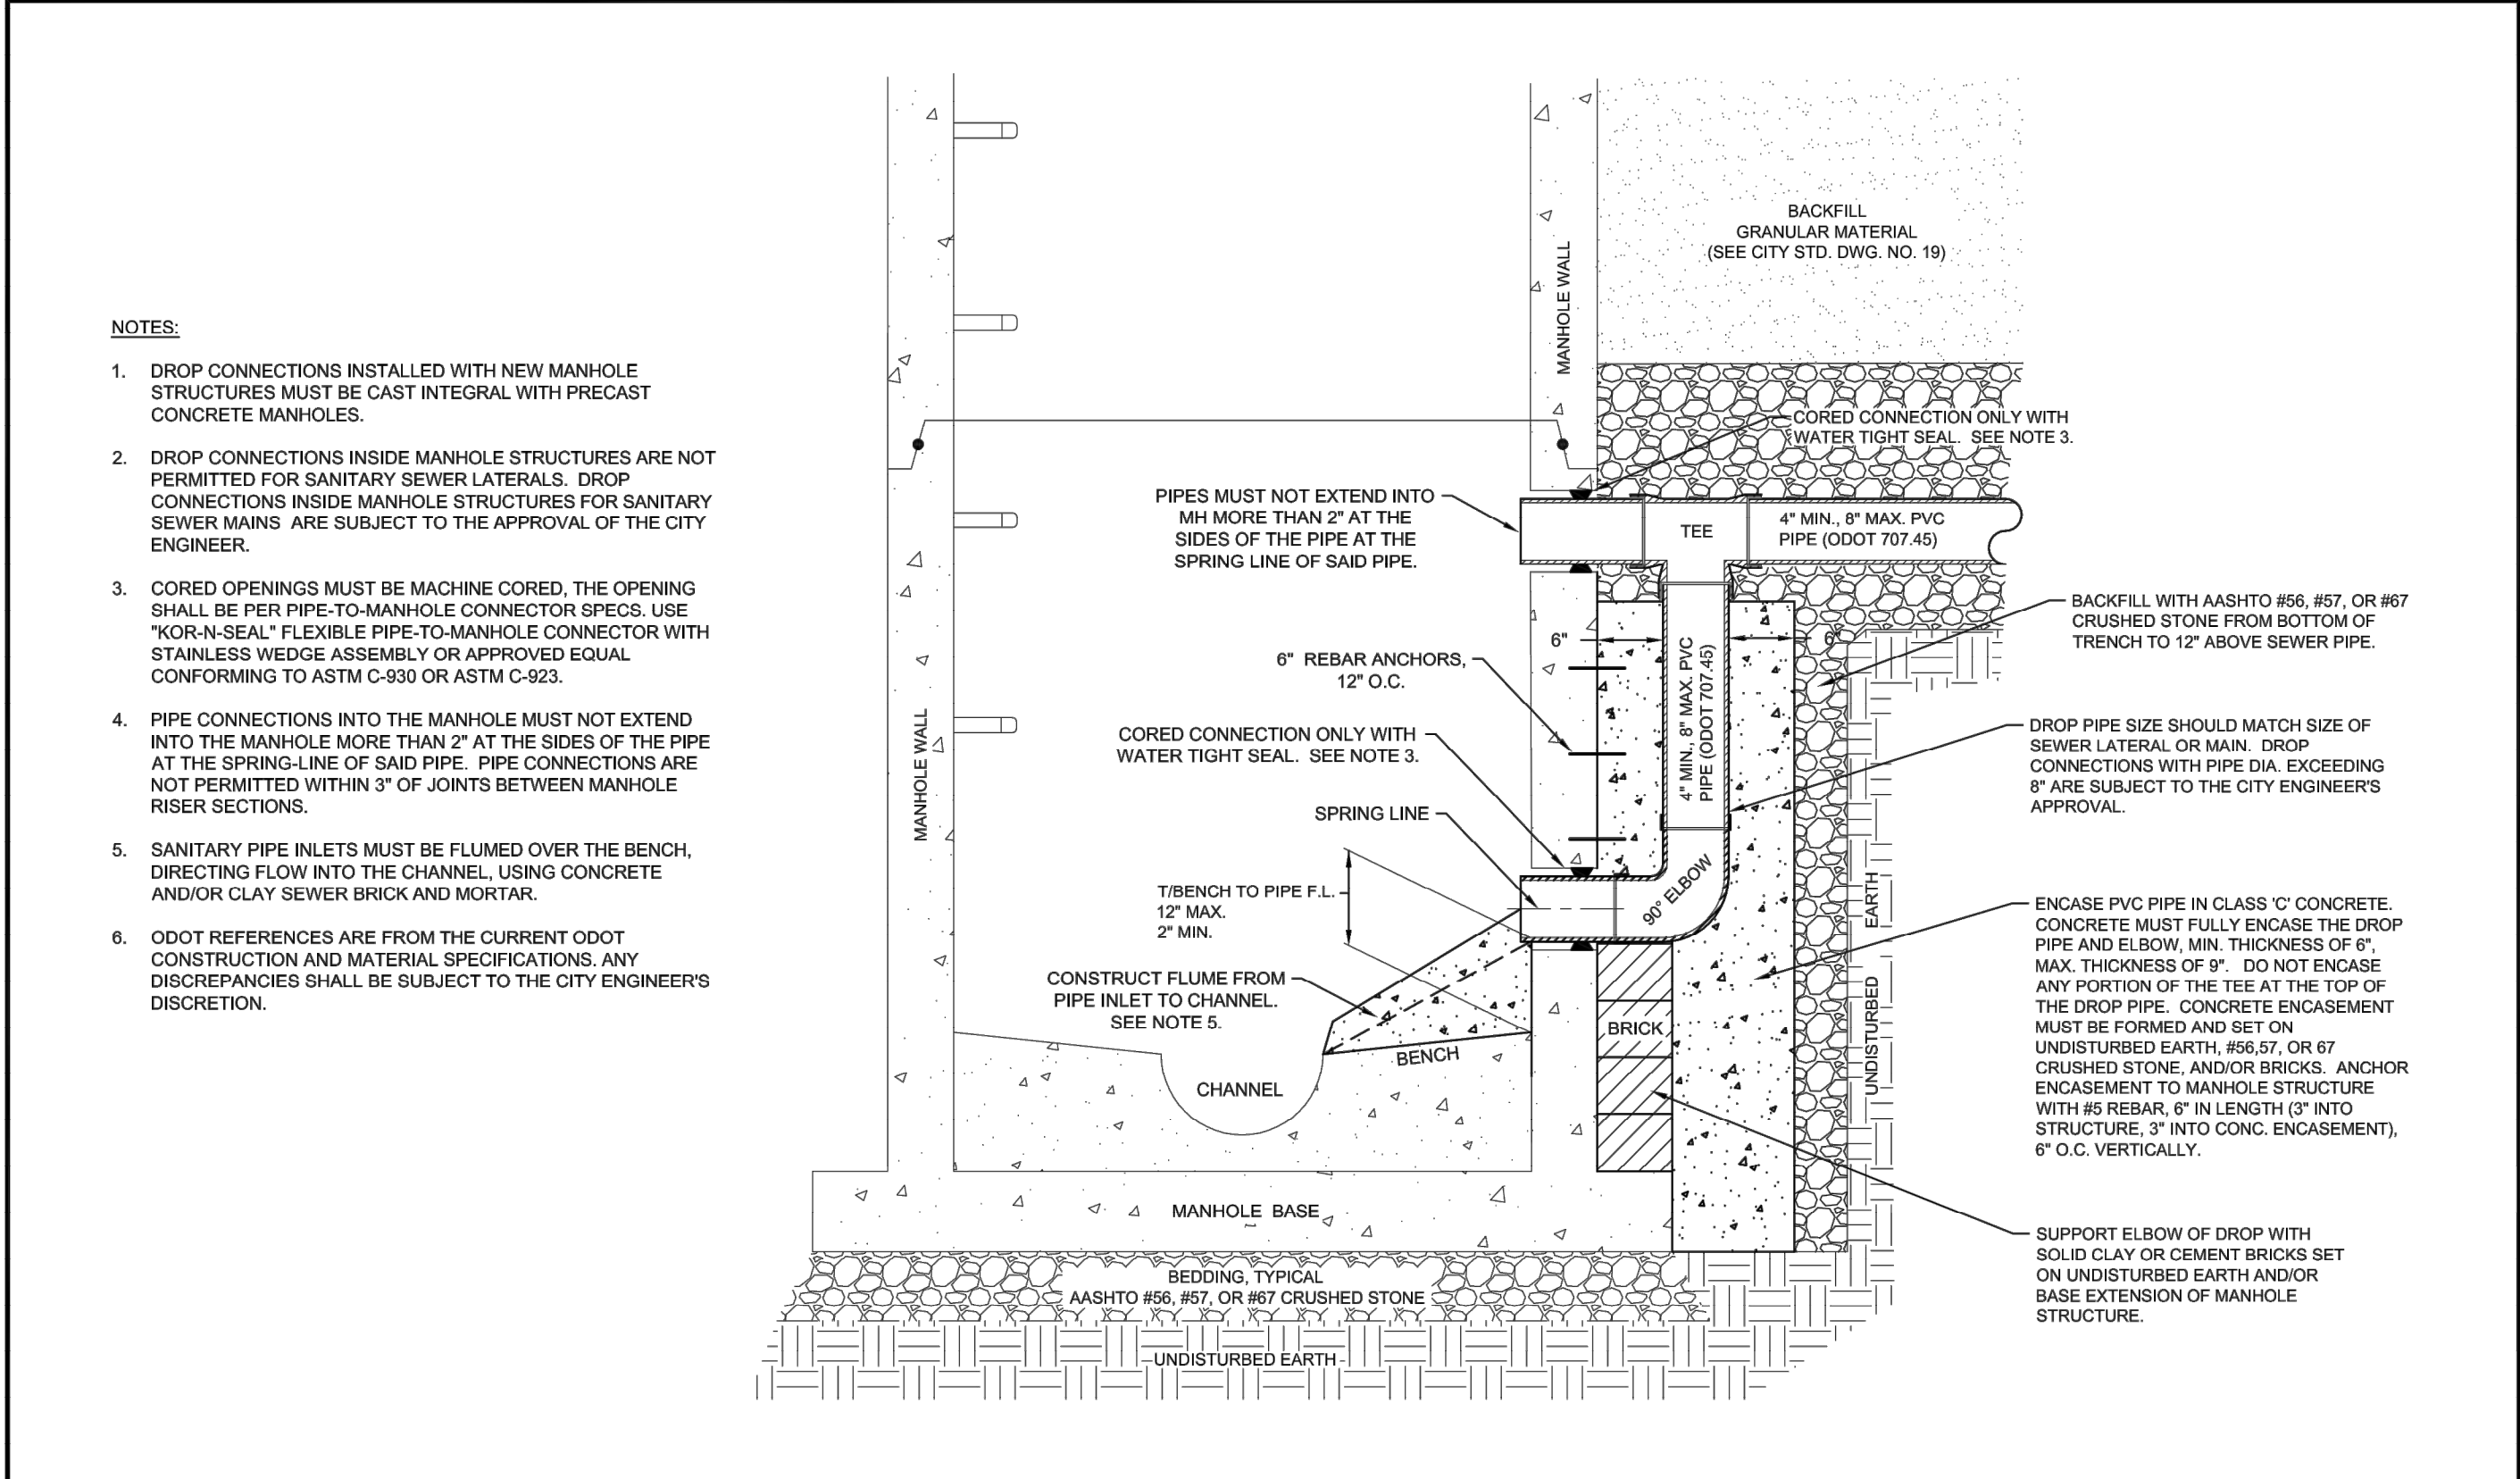 NOTES:
1. DROP CONNECTIONS INSTALLED WITH NEW MANHOLE
STRUCTURES MUST BE CAST INTEGRAL WITH PRECAST
CONCRETE MANHOLES.
2. DROP CONNECTIONS INSIDE MANHOLE STRUCTURES ARE NOT
PERMITTED FOR SANITARY SEWER LATERALS. DROP
CONNECTIONS INSIDE MANHOLE STRUCTURES FOR SANITARY
SEWER MAINS ARE SUBJECT TO THE APPROVAL OF THE CITY
ENGINEER.
3. CORED OPENINGS MUST BE MACHINE CORED, THE OPENING
SHALL BE PER PIPE-TO-MANHOLE CONNECTOR SPECS. USE
"KOR-N-SEAL" FLEXIBLE PIPE-TO-MANHOLE CONNECTOR WITH
STAINLESS WEDGE ASSEMBLY OR APPROVED EQUAL
CONFORMING TO ASTM C-930 OR ASTM C-923.
4. PIPE CONNECTIONS INTO THE MANHOLE MUST NOT EXTEND
INTO THE MANHOLE MORE THAN 2" AT THE SIDES OF THE PIPE
AT THE SPRING-LINE OF SAID PIPE. PIPE CONNECTIONS ARE
NOT PERMITTED WITHIN 3" OF JOINTS BETWEEN MANHOLE
RISER SECTIONS.
5. SANITARY PIPE INLETS MUST BE FLUMED OVER THE BENCH,
DIRECTING FLOW INTO THE CHANNEL, USING CONCRETE
AND/OR CLAY SEWER BRICK AND MORTAR.
6. ODOT REFERENCES ARE FROM THE CURRENT ODOT
CONSTRUCTION AND MATERIAL SPECIFICATIONS. ANY
DISCREPANCIES SHALL BE SUBJECT TO THE CITY ENGINEER'S
DISCRETION.
MANHOLE WALL
MANHOLE WALL
BACKFILL
GRANULAR MATERIAL
(SEE CITY STD. DWG. NO. 19)
CORED CONNECTION ONLY WITH
WATER TIGHT SEAL. SEE NOTE 3.
PIPES MUST NOT EXTEND INTO
MH MORE THAN 2" AT THE
SIDES OF THE PIPE AT THE
SPRING LINE OF SAID PIPE.
TEE
4" MIN., 8" MAX. PVC
PIPE (ODOT 707.45)
6"
6"
4" MIN., 8" MAX. PVC
PIPE (ODOT 707.45)
6" REBAR ANCHORS,
12" O.C.
CORED CONNECTION ONLY WITH
WATER TIGHT SEAL. SEE NOTE 3.
SPRING LINE
T/BENCH TO PIPE F.L.
12" MAX.
2" MIN.
90° ELBOW
CONSTRUCT FLUME FROM
PIPE INLET TO CHANNEL.
SEE NOTE 5.
BENCH
BRICK
CHANNEL
MANHOLE BASE
BEDDING, TYPICAL
AASHTO #56, #57, OR #67 CRUSHED STONE
UNDISTURBED EARTH
UNDISTURBED EARTH
BACKFILL WITH AASHTO #56, #57, OR #67
CRUSHED STONE FROM BOTTOM OF
TRENCH TO 12" ABOVE SEWER PIPE.
DROP PIPE SIZE SHOULD MATCH SIZE OF
SEWER LATERAL OR MAIN. DROP
CONNECTIONS WITH PIPE DIA. EXCEEDING
8" ARE SUBJECT TO THE CITY ENGINEER'S
APPROVAL.
ENCASE PVC PIPE IN CLASS 'C' CONCRETE.
CONCRETE MUST FULLY ENCASE THE DROP
PIPE AND ELBOW, MIN. THICKNESS OF 6",
MAX. THICKNESS OF 9". DO NOT ENCASE
ANY PORTION OF THE TEE AT THE TOP OF
THE DROP PIPE. CONCRETE ENCASEMENT
MUST BE FORMED AND SET ON
UNDISTURBED EARTH, #56,57, OR 67
CRUSHED STONE, AND/OR BRICKS. ANCHOR
ENCASEMENT TO MANHOLE STRUCTURE
WITH #5 REBAR, 6" IN LENGTH (3" INTO
STRUCTURE, 3" INTO CONC. ENCASEMENT),
6" O.C. VERTICALLY.
SUPPORT ELBOW OF DROP WITH
SOLID CLAY OR CEMENT BRICKS SET
ON UNDISTURBED EARTH AND/OR
BASE EXTENSION OF MANHOLE
STRUCTURE.